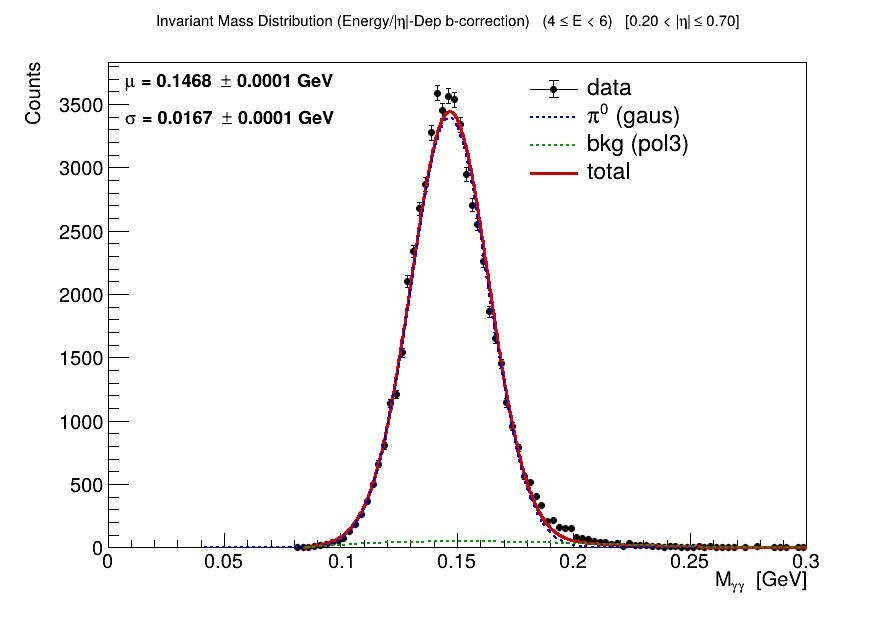 Invariant Mass Distribution (Energy/|η|-Dep b-correction) (4 ≤ E < 6) [0.20 < |η| ≤ 0.70]
Counts
μ = 0.1468 ± 0.0001 GeV
σ = 0.0167 ± 0.0001 GeV
data
π⁰ (gaus)
bkg (pol3)
total
3500
3000
2500
2000
1500
1000
500
0
0 0.05 0.1 0.15 0.2 0.25 0.3
Mγγ [GeV]